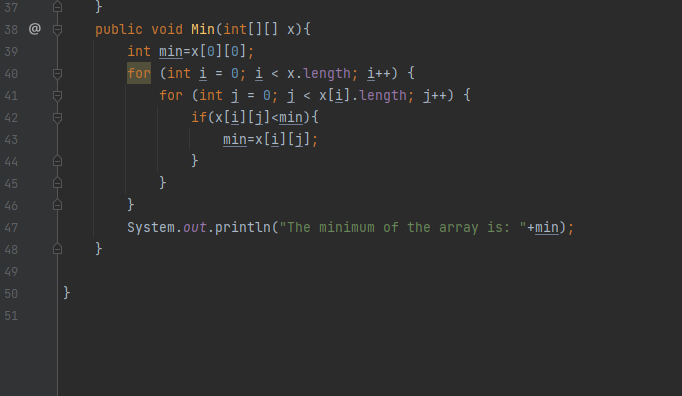 37 }
38 @ public void Min(int[][] x){
39 int min=x[0][0];
40 for (int i = 0; i < x.length; i++) {
41 for (int j = 0; j < x[i].length; j++) {
42 if(x[i][j]<min){
43 min=x[i][j];
44 }
45 }
46 }
47 System.out.println("The minimum of the array is: "+min);
48 }
49
50 }
51